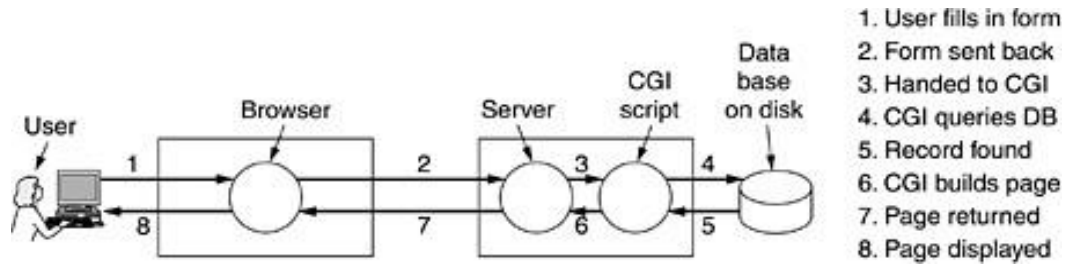 User
Browser
Server
CGI
script
Data
base
on disk
1
2
3
4
8
7
6
5
1. User fills in form
2. Form sent back
3. Handed to CGI
4. CGI queries DB
5. Record found
6. CGI builds page
7. Page returned
8. Page displayed